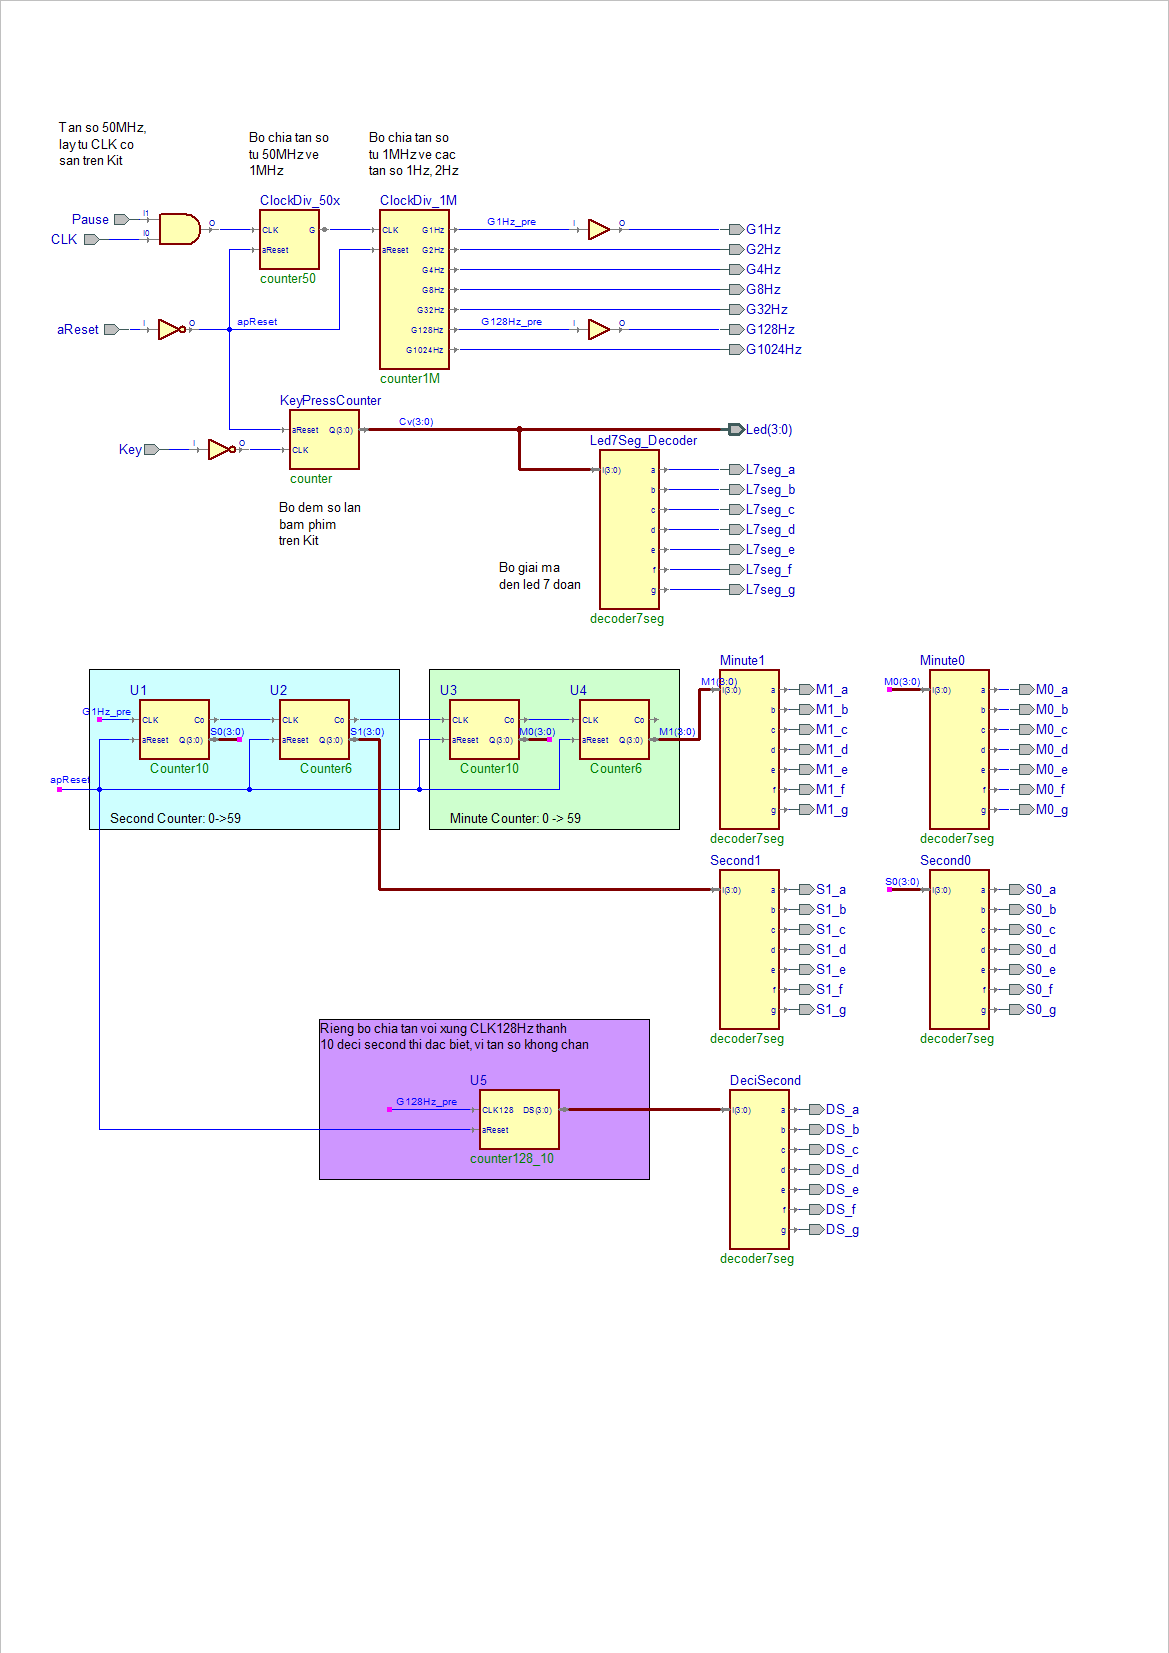 Tan so 50MHz,
lay tu CLK co
san tren Kit
Bo chia tan so
tu 50MHz ve
1MHz
Bo chia tan so
tu 1MHz ve cac
tan so 1Hz, 2Hz
ClockDiv_50x
ClockDiv_1M
Pause
I1
O
CLK
I0
CLK
G
aReset
counter50
CLK
aReset
G1Hz
G2Hz
G4Hz
G8Hz
G32Hz
G128Hz
G1024Hz
counter1M
G1Hz_pre
I
O
G1Hz
G2Hz
G4Hz
G8Hz
G32Hz
G128Hz_pre
I
O
G128Hz
G1024Hz
aReset
I
O
apReset
KeyPressCounter
aReset
Q(3:0)
CLK
counter
Key
I
O
Cv(3:0)
Led(3:0)
Bo dem so lan
bam phim
tren Kit
Led7Seg_Decoder
I(3:0)
a
b
c
d
e
f
g
L7seg_a
L7seg_b
L7seg_c
L7seg_d
L7seg_e
L7seg_f
L7seg_g
decoder7seg
Bo giai ma
den led 7 doan
U1
G1Hz_pre
CLK
Co
aReset
Q(3:0)
S0(3:0)
Counter10
U2
CLK
Co
aReset
Q(3:0)
S1(3:0)
Counter6
apReset
Second Counter: 0->59
U3
CLK
Co
aReset
Q(3:0)
M0(3:0)
Counter10
U4
CLK
Co
aReset
Q(3:0)
M1(3:0)
Counter6
Minute Counter: 0 -> 59
Minute1
M1(3:0)
I(3:0)
a
b
c
d
e
f
g
M1_a
M1_b
M1_c
M1_d
M1_e
M1_f
M1_g
decoder7seg
Minute0
M0(3:0)
I(3:0)
a
b
c
d
e
f
g
M0_a
M0_b
M0_c
M0_d
M0_e
M0_f
M0_g
decoder7seg
Second1
I(3:0)
a
b
c
d
e
f
g
S1_a
S1_b
S1_c
S1_d
S1_e
S1_f
S1_g
decoder7seg
Second0
S0(3:0)
I(3:0)
a
b
c
d
e
f
g
S0_a
S0_b
S0_c
S0_d
S0_e
S0_f
S0_g
decoder7seg
Rieng bo chia tan voi xung CLK128Hz thanh
10 deci second thi dac biet, vi tan so khong chan
U5
G128Hz_pre
CLK128
DS(3:0)
aReset
counter128_10
DeciSecond
I(3:0)
a
b
c
d
e
f
g
DS_a
DS_b
DS_c
DS_d
DS_e
DS_f
DS_g
decoder7seg